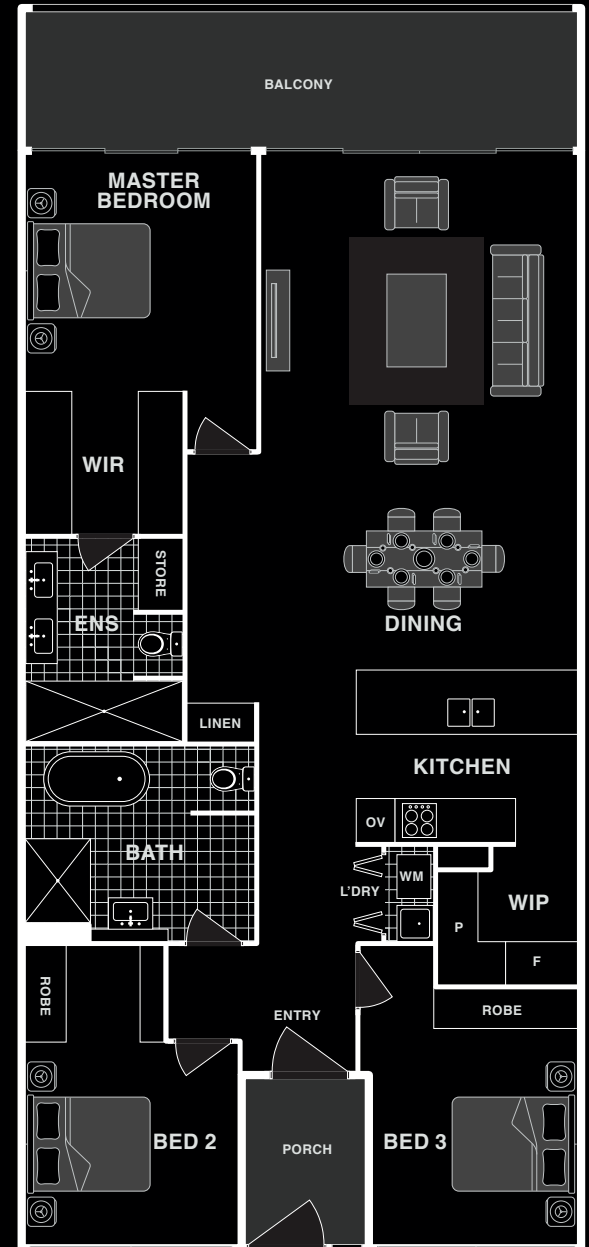 BALCONY
MASTER
BEDROOM
WIR
STORE
ENS
DINING
LINEN
KITCHEN
OV
BATH
L'DRY
WM
WIP
P
F
ROBE
ROBE
ENTRY
BED 2
PORCH
BED 3